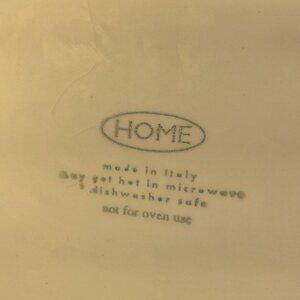 HOME
made in Italy
may get hot in microwave
dishwasher safe
not for oven use